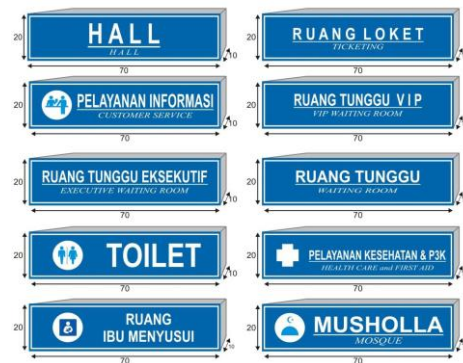 20
HALL
HALL
10
70
20
RUANG LOKET
TICKETING
10
70
20
PELAYANAN INFORMASI
CUSTOMER SERVICE
10
70
20
RUANG TUNGGU VIP
VIP WAITING ROOM
10
70
20
RUANG TUNGGU EKSEKUTIF
EXECUTIVE WAITING ROOM
10
70
20
RUANG TUNGGU
WAITING ROOM
10
70
20
TOILET
10
70
20
PELAYANAN KESEHATAN & P3K
HEALTH CARE and FIRST AID
10
70
20
RUANG
IBU MENYUSUI
10
70
20
MUSHOLLA
MOSQUE
10
70